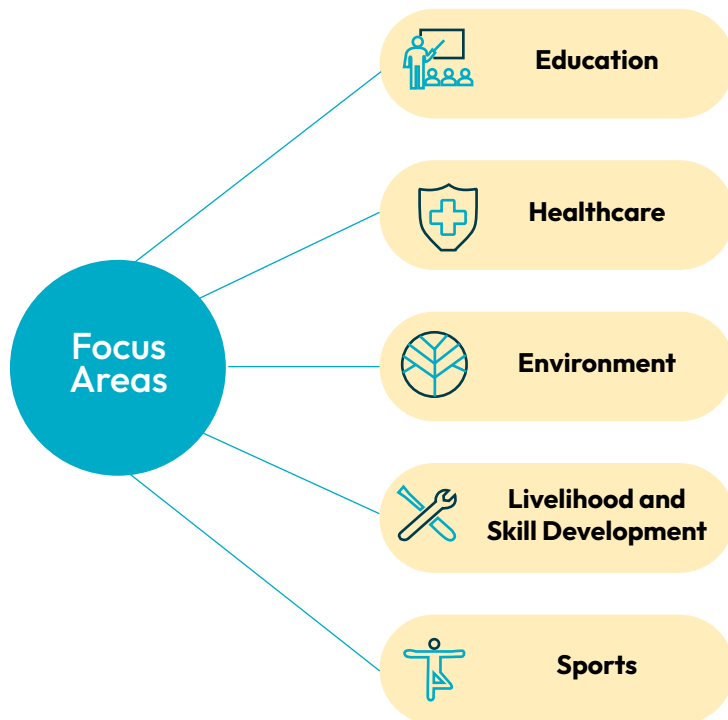 Education
Healthcare
Focus
Areas
Environment
Livelihood and
Skill Development
Sports